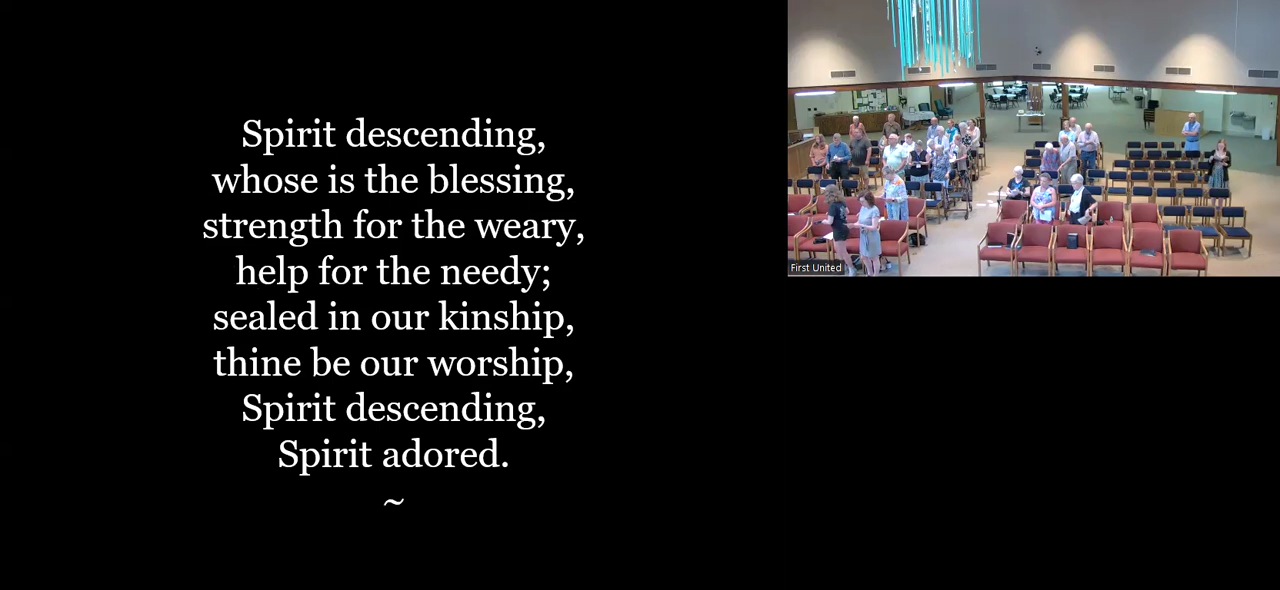 Spirit descending,
whose is the blessing,
strength for the weary,
help for the needy;
sealed in our kinship,
thine be our worship,
Spirit descending,
Spirit adored.
~
First United